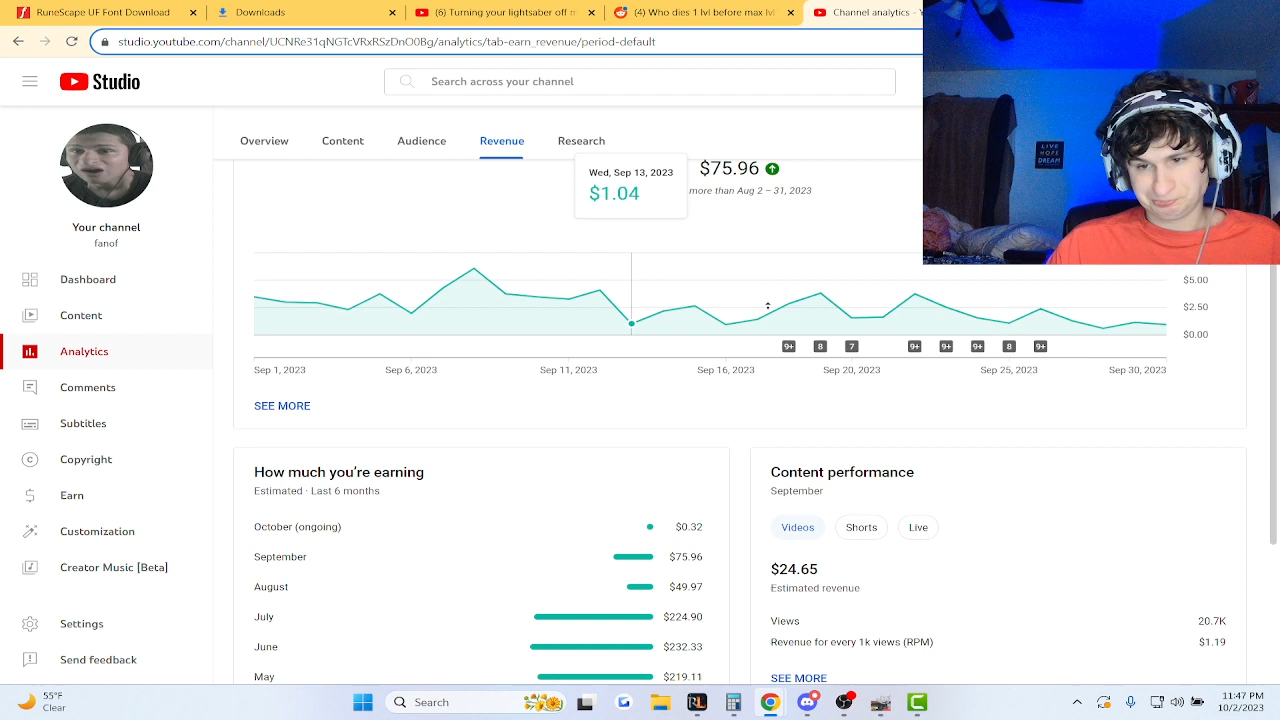 RuneScape UF Font Download
Downloads
(6) Turning your lightsaber off m
(4) Who dies 1 lvl before max lvl
Channel analytics - Y
studio.youtube.com/channel/UCNRe31qNGTcVRxRSzDnO0Bg/analytics/tab-earn_revenue/period-default
Studio
Search across your channel
LIVE
HOPE
DREAM
Overview
Content
Audience
Revenue
Research
Wed, Sep 13, 2023
$1.04
$75.96
more than Aug 2 – 31, 2023
Your channel
fanof
$5.00
$2.50
$0.00
9+
8
7
9+
9+
9+
8
9+
Sep 1, 2023
Sep 6, 2023
Sep 11, 2023
Sep 16, 2023
Sep 20, 2023
Sep 25, 2023
Sep 30, 2023
SEE MORE
Dashboard
Content
Analytics
Comments
Subtitles
Copyright
Earn
Customization
Creator Music [Beta]
Settings
Send feedback
How much you're earning
Estimated · Last 6 months
October (ongoing)
$0.32
September
$75.96
August
$49.97
July
$224.90
June
$232.33
May
$219.11
Content performance
September
Videos
Shorts
Live
$24.65
Estimated revenue
Views
20.7K
Revenue for every 1k views (RPM)
$1.19
SEE MORE
55°F
Clear
Search
11:47 PM
10/2/2023